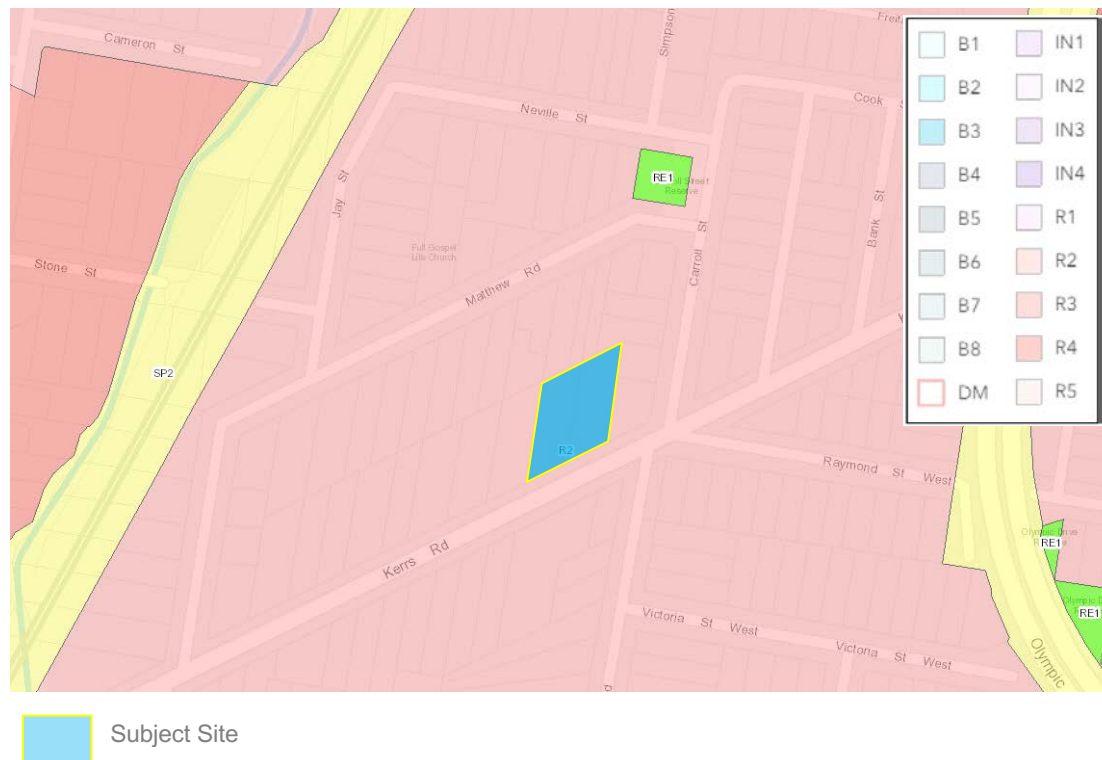 Cameron St
Simpson
Neville St
Cook
RE1
Reserve
Jay St
Bank St
Full Gospel
Life Church
Carroll St
Stone St
Matthew Rd
SP2
R2
Raymond St West
Kerrs Rd
RE1
RE1
Victoria St West
Victoria St West
Olympic
B1 IN1
B2 IN2
B3 IN3
B4 IN4
B5 R1
B6 R2
B7 R3
B8 R4
DM R5
Subject Site